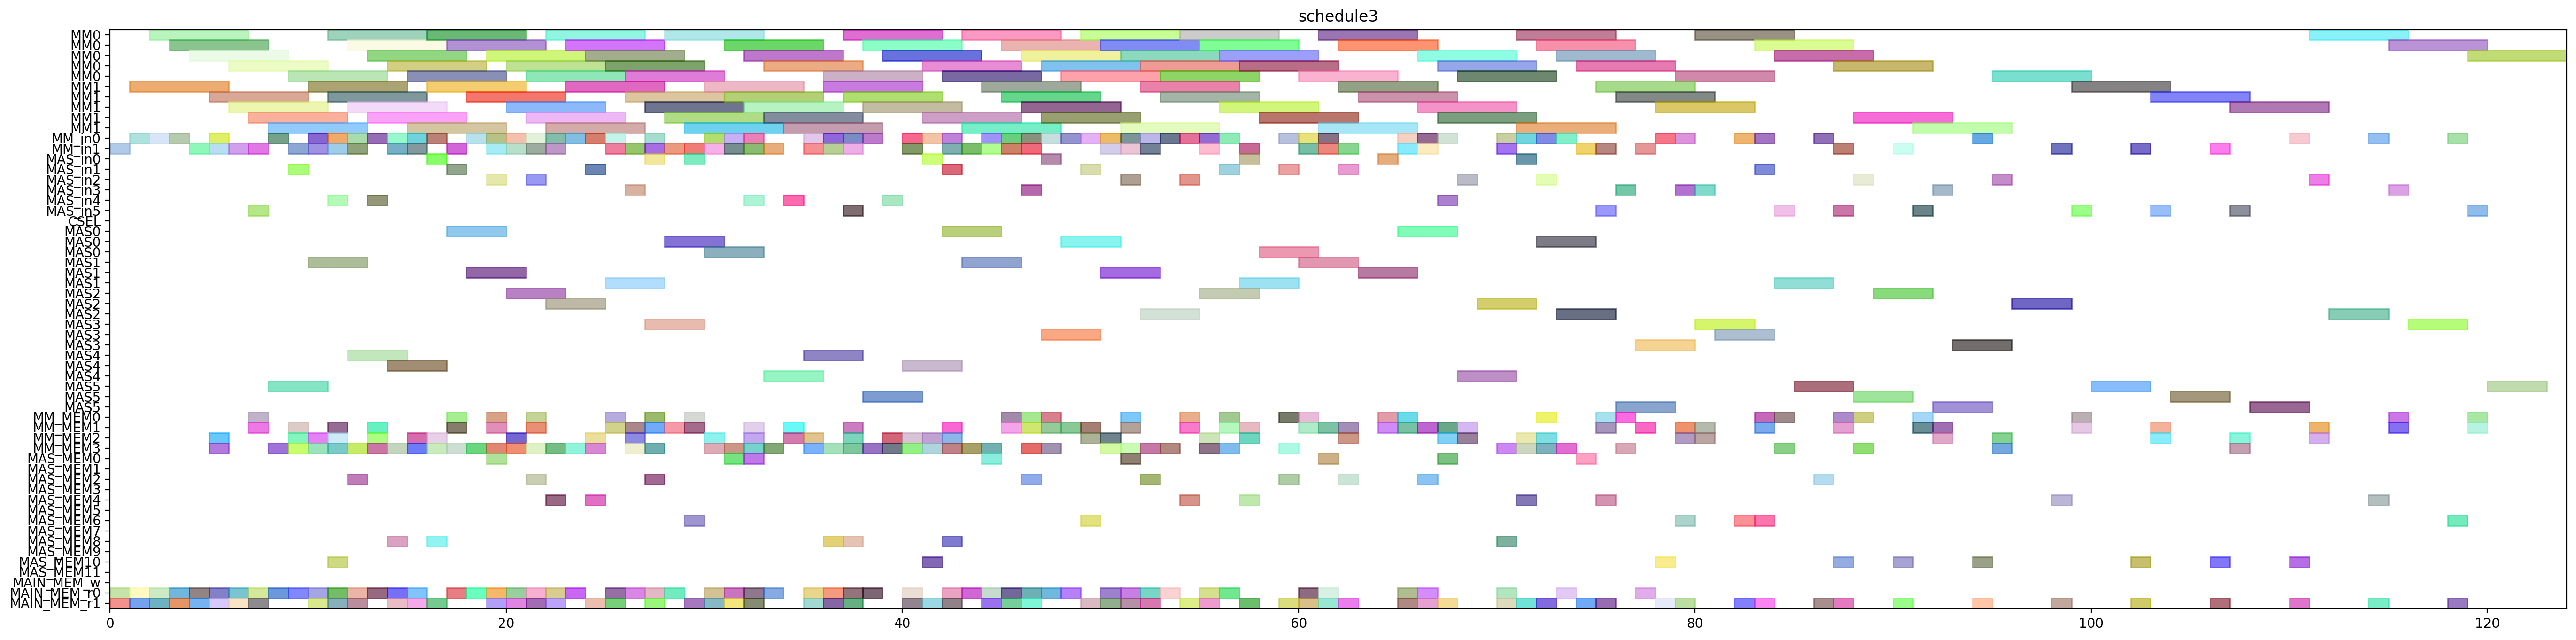 schedule3
MM0
MM0
MM0
MM0
MM0
MM1
MM1
MM1
MM1
MM1
MM_in0
MM_in1
MAS_in0
MAS_in1
MAS_in2
MAS_in3
MAS_in4
MAS_in5
CSEL
MAS0
MAS0
MAS0
MAS1
MAS1
MAS1
MAS2
MAS2
MAS2
MAS3
MAS3
MAS3
MAS4
MAS4
MAS4
MAS5
MAS5
MAS5
MM_MEM0
MM_MEM1
MM_MEM2
MM_MEM3
MAS_MEM0
MAS_MEM1
MAS_MEM2
MAS_MEM3
MAS_MEM4
MAS_MEM5
MAS_MEM6
MAS_MEM7
MAS_MEM8
MAS_MEM9
MAS_MEM10
MAS_MEM11
MAIN_MEM_w
MAIN_MEM_r0
MAIN_MEM_r1
0 20 40 60 80 100 120